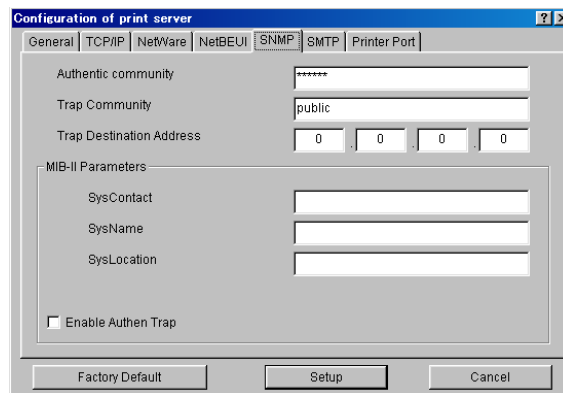 Configuration of print server
General TCP/IP NetWare NetBEUI SNMP SMTP Printer Port
Authentic community ******
Trap Community public
Trap Destination Address 0 . 0 . 0 . 0
MIB-II Parameters
SysContact
SysName
SysLocation
Enable Authen Trap
Factory Default Setup Cancel